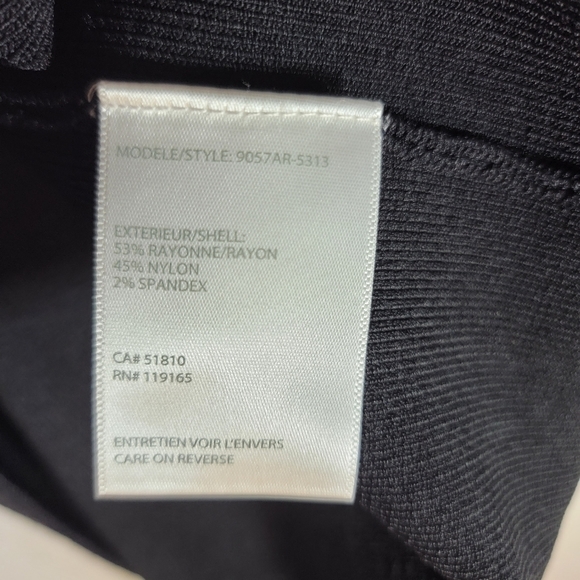 MODELE/STYLE: 9057AR-5313
EXTERIEUR/SHELL:
53% RAYONNE/RAYON
45% NYLON
2% SPANDEX
CA# 51810
RN# 119165
ENTRETIEN VOIR L'ENVERS
CARE ON REVERSE